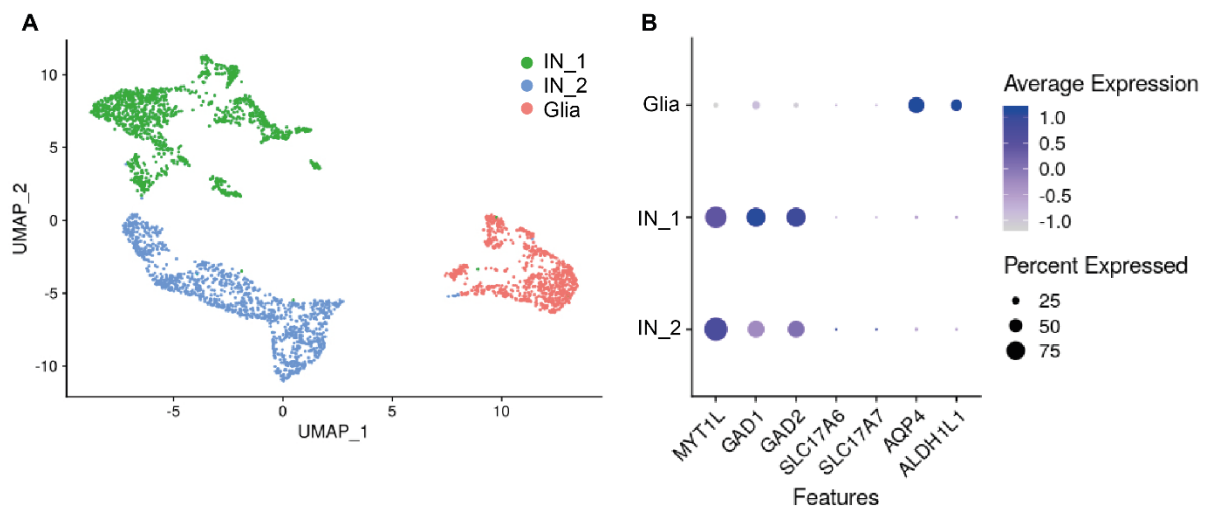 A
10
5
0
-5
-10
UMAP_2
-5
0
5
10
UMAP_1
IN_1
IN_2
Glia
B
Glia
IN_1
IN_2
MYT1L
GAD1
GAD2
SLC17A6
SLC17A7
AQP4
ALDH1L1
Features
Average Expression
1.0
0.5
0.0
-0.5
-1.0
Percent Expressed
25
50
75